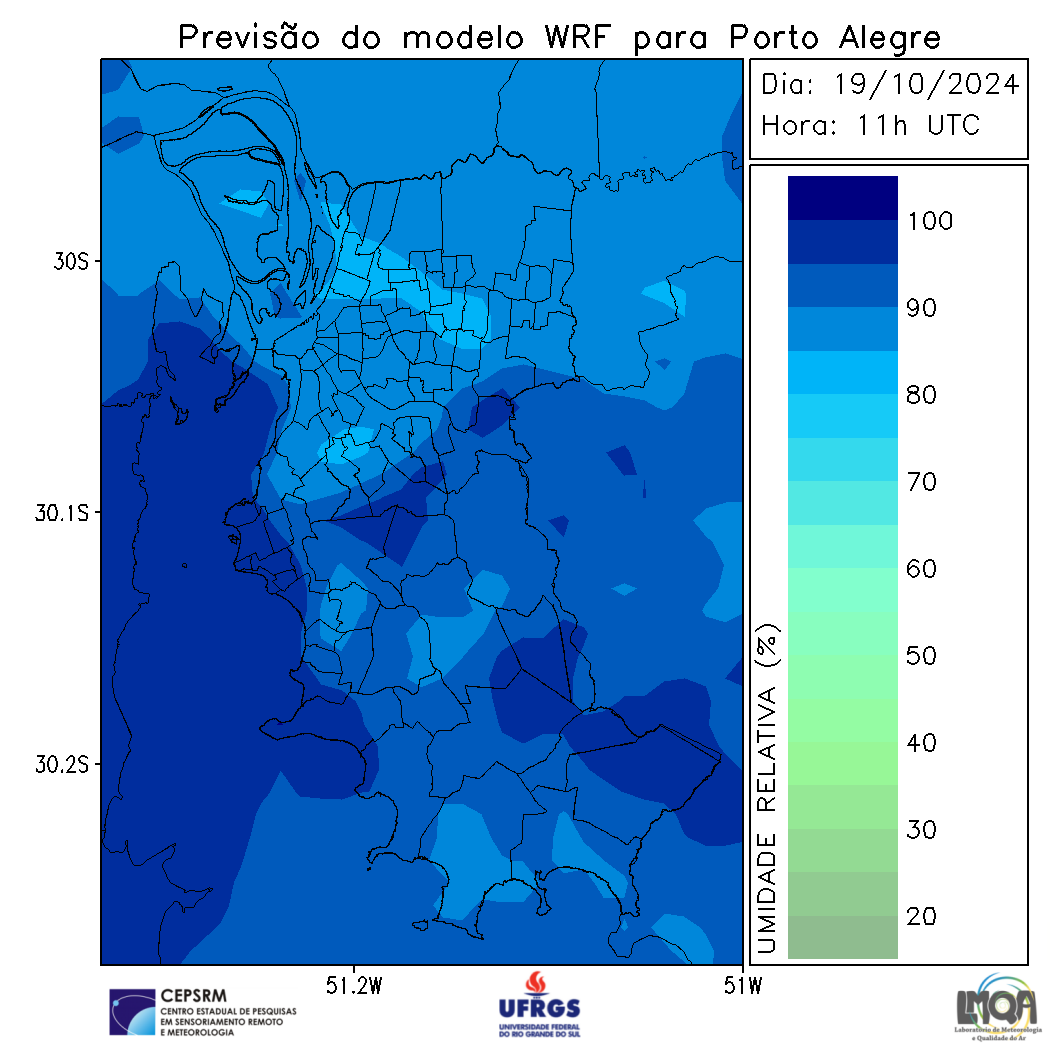 Previsão do modelo WRF para Porto Alegre
Dia: 19/10/2024
Hora: 11h UTC
100
90
80
70
60
50
40
30
20
UMIDADE RELATIVA (%)
30S
30.1S
30.2S
51.2W
51W
CEPSRM
CENTRO ESTADUAL DE PESQUISAS
EM SENSORIAMENTO REMOTO
E METEOROLOGIA
UFRGS
UNIVERSIDADE FEDERAL
DO RIO GRANDE DO SUL
LMQA
Laboratório de Meteorologia
e Qualidade do Ar